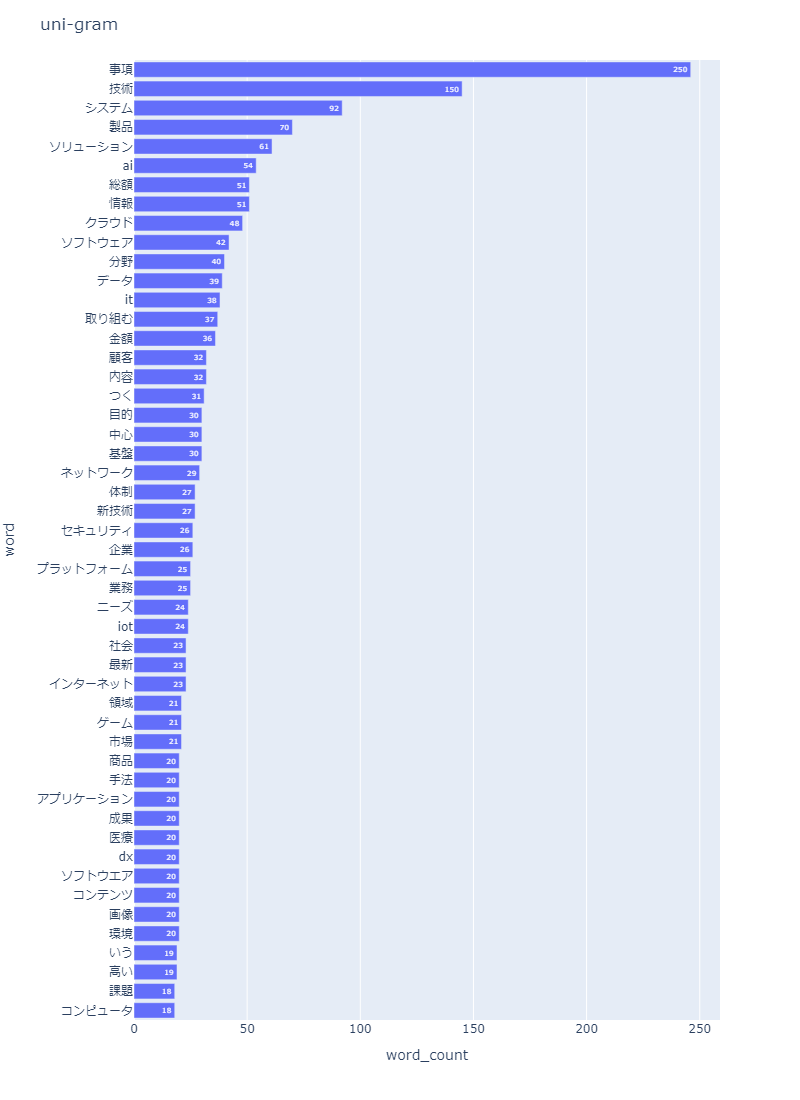 uni-gram
事項 250
技術 150
システム 92
製品 70
ソリューション 61
ai 54
総額 51
情報 51
クラウド 48
ソフトウェア 42
分野 40
データ 39
it 38
取り組む 37
金額 36
顧客 32
内容 32
つく 31
目的 30
中心 30
基盤 30
ネットワーク 29
体制 27
新技術 27
セキュリティ 26
企業 26
プラットフォーム 25
業務 25
ニーズ 24
iot 24
社会 23
最新 23
インターネット 23
領域 21
ゲーム 21
市場 21
商品 20
手法 20
アプリケーション 20
成果 20
医療 20
dx 20
ソフトウエア 20
コンテンツ 20
画像 20
環境 20
いう 19
高い 19
課題 18
コンピュータ 18
word
0 50 100 150 200 250
word_count